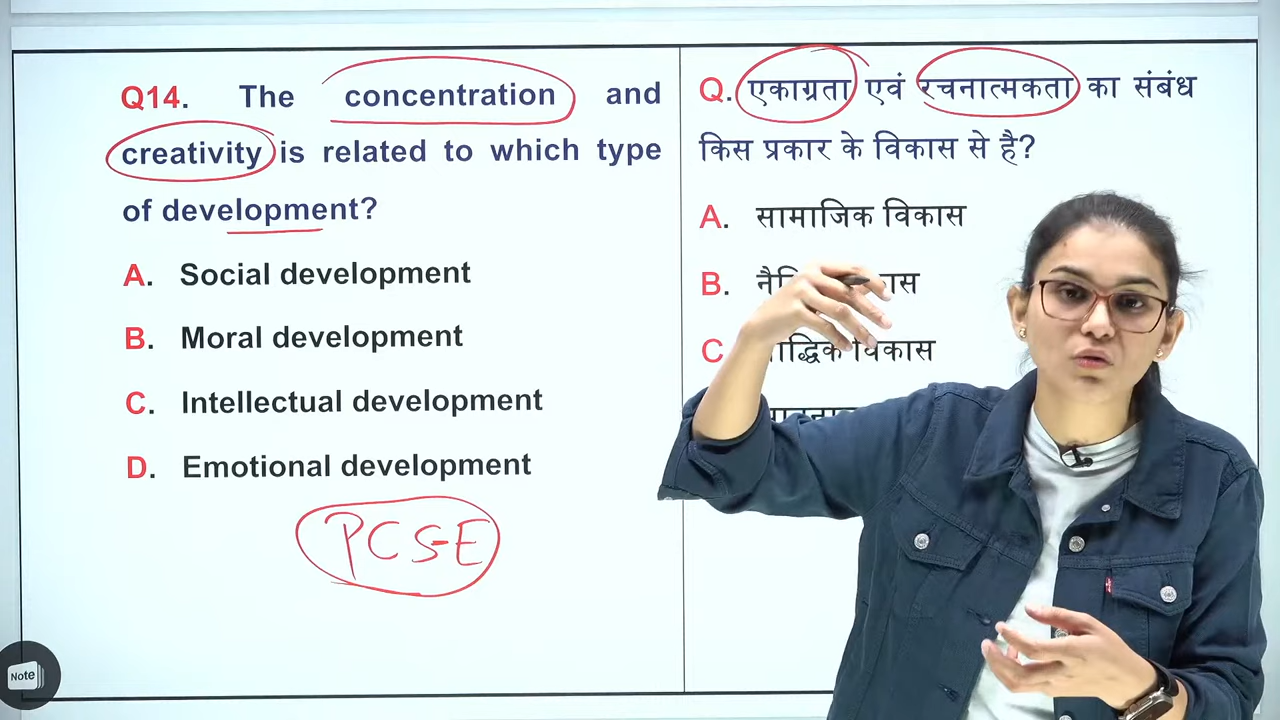 Q14. The concentration and
creativity is related to which type
of development?
A. Social development
B. Moral development
C. Intellectual development
D. Emotional development
PCS-E
Q. एकाग्रता एवं रचनात्मकता का संबंध
किस प्रकार के विकास से है?
A. सामाजिक विकास
B.
C विकास
Note